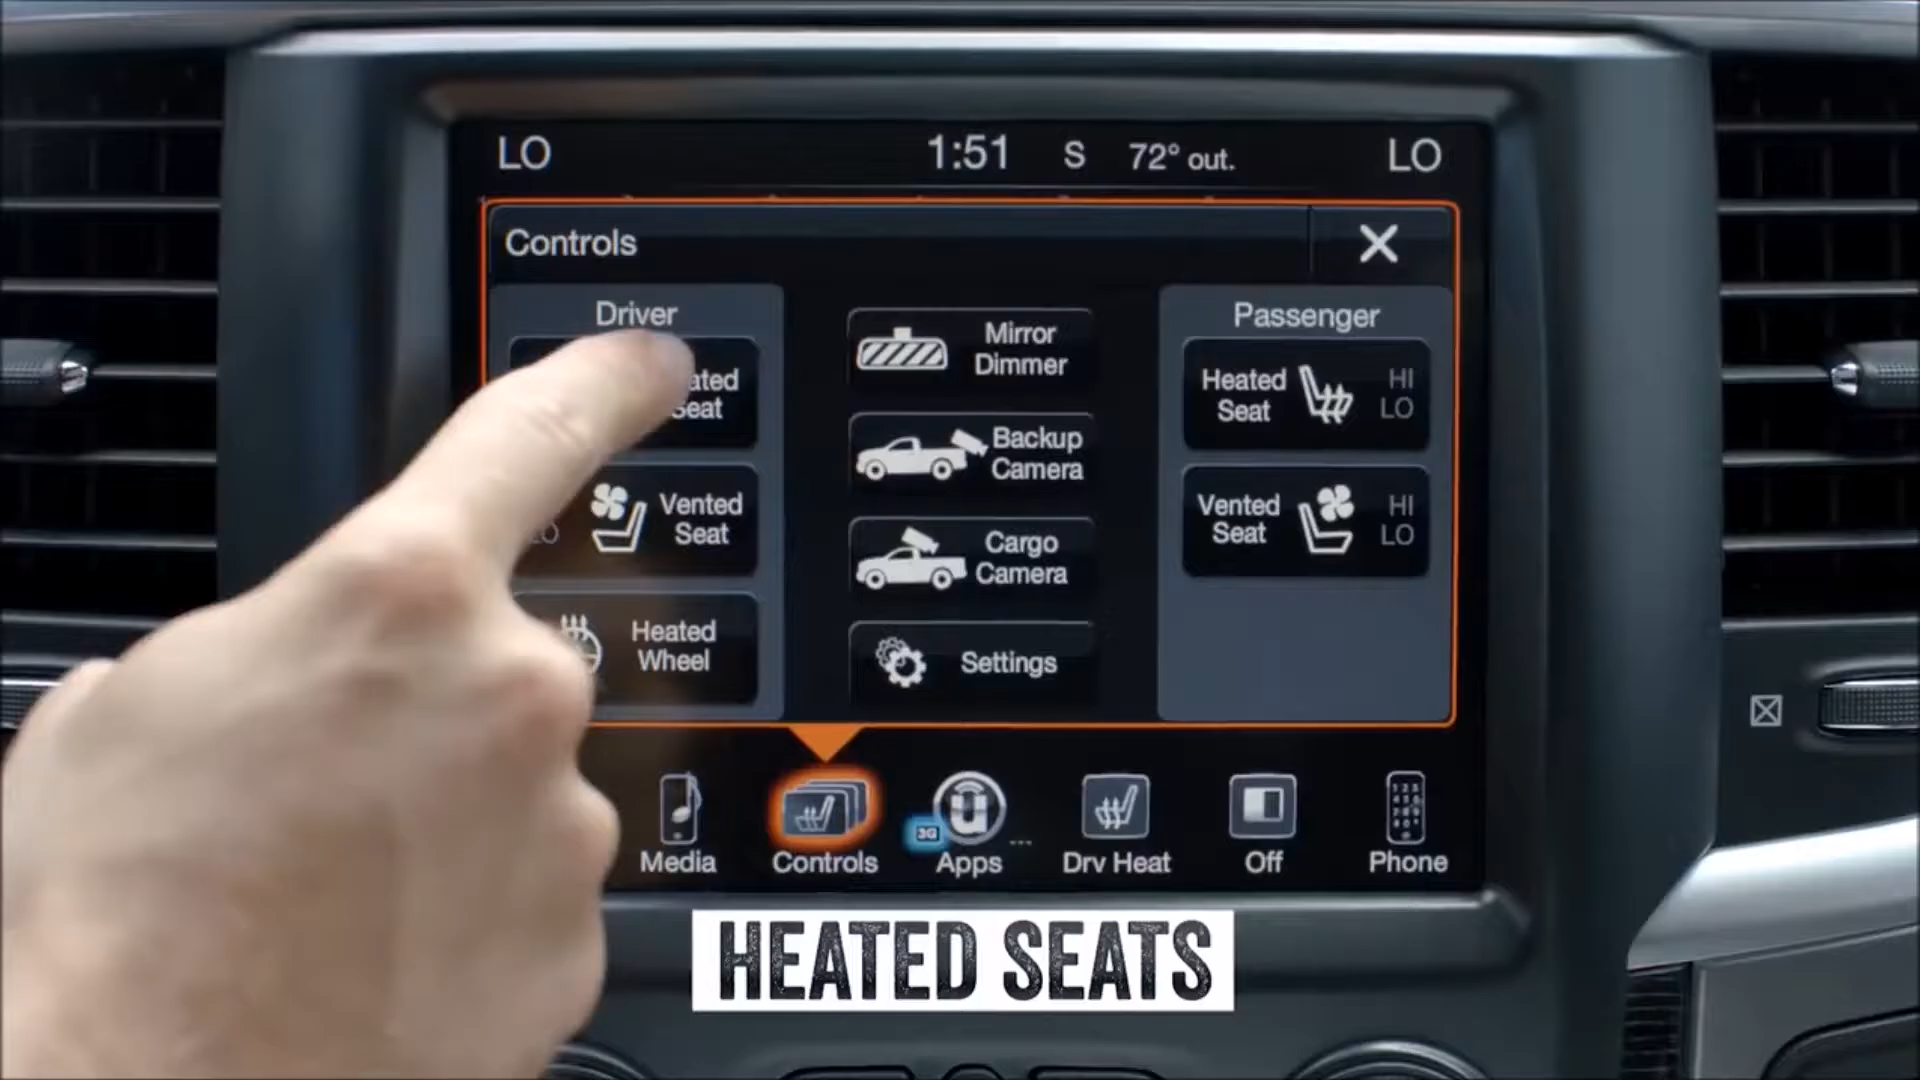 LO 1:51 S 72° out. LO
Controls
Driver
Seat
Vented
Seat
LO
Heated
Wheel
Mirror
Dimmer
Backup
Camera
Cargo
Camera
Settings
Passenger
Heated
Seat
HI
LO
Vented
Seat
HI
LO
Media Controls 3G Apps Drv Heat Off Phone
HEATED SEATS